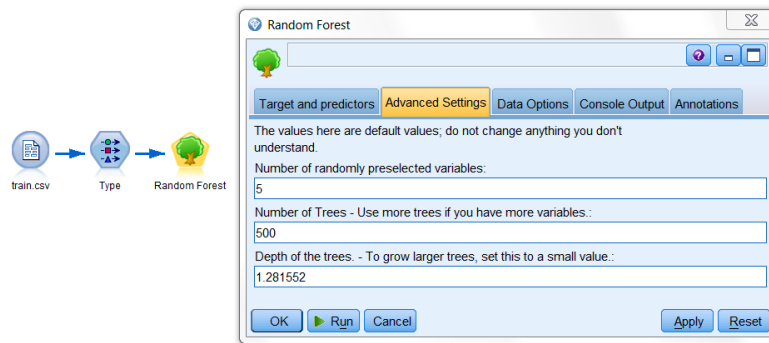 Random Forest
Target and predictors Advanced Settings Data Options Console Output Annotations
The values here are default values; do not change anything you don't
understand.
Number of randomly preselected variables:
5
Number of Trees - Use more trees if you have more variables.:
500
Depth of the trees. - To grow larger trees, set this to a small value.:
1.281552
OK Run Cancel Apply Reset
train.csv Type Random Forest